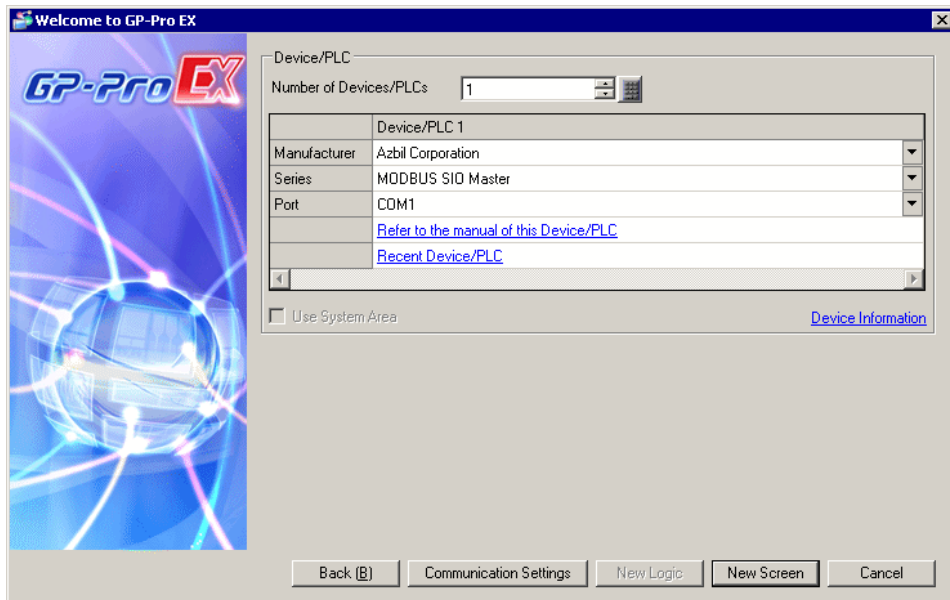 Welcome to GP-Pro EX
GP-Pro EX
Device/PLC
Number of Devices/PLCs 1
Device/PLC 1
Manufacturer Azbil Corporation
Series MODBUS SIO Master
Port COM1
Refer to the manual of this Device/PLC
Recent Device/PLC
Use System Area Device Information
Back (B) Communication Settings New Logic New Screen Cancel